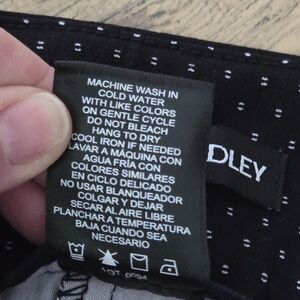 MACHINE WASH IN
COLD WATER
WITH LIKE COLORS
ON GENTLE CYCLE
DO NOT BLEACH
HANG TO DRY
COOL IRON IF NEEDED
LAVAR A MÁQUINA CON
AGUA FRÍA CON
COLORES SIMILARES
EN CICLO DELICADO
NO USAR BLANQUEADOR
COLGAR Y DEJAR
SECAR AL AIRE LIBRE
PLANCHAR A TEMPERATURA
BAJA CUANDO SEA
NECESARIO
LOT 0094
DLEY